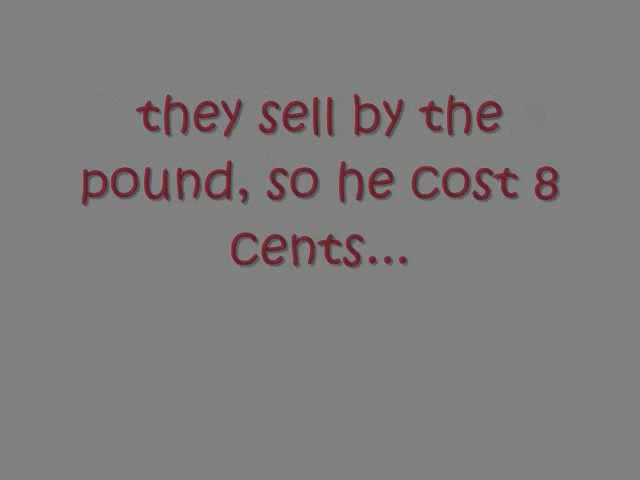 they sell by the
pound, so he cost 8
cents...